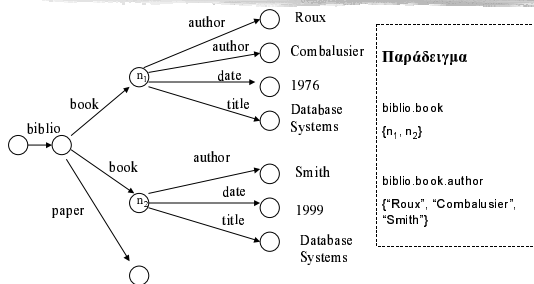 author
Roux
author
Combalusier
date
1976
title
Database
Systems
n1
book
biblio
book
paper
n2
author
Smith
date
1999
title
Database
Systems
Παράδειγμα
biblio.book
{n1, n2}
biblio.book.author
{“Roux”, “Combalusier”,
“Smith”}